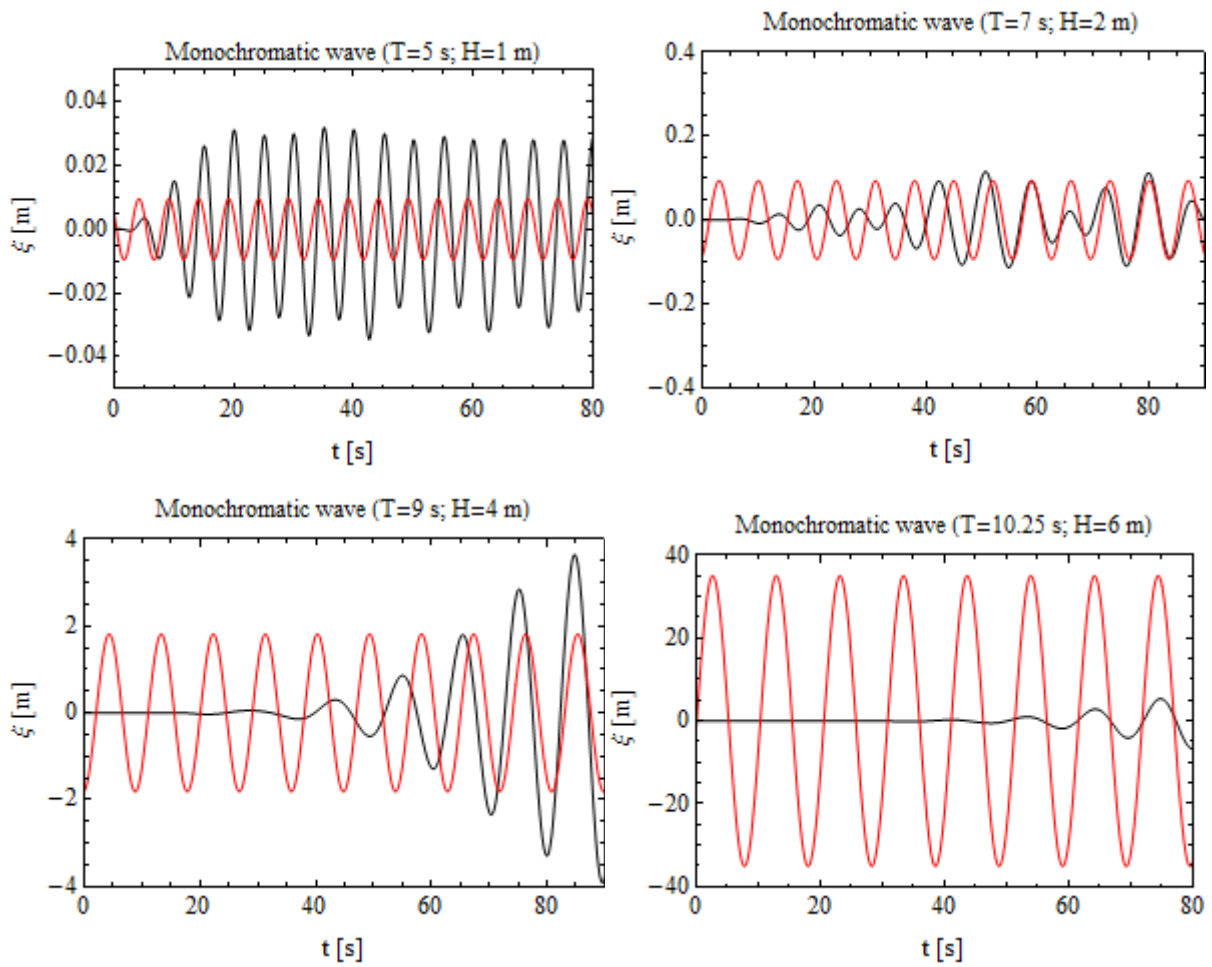 Monochromatic wave (T=5 s; H=1 m)
0.04
0.02
0.00
−0.02
−0.04
ξ [m]
0 20 40 60 80
t [s]
Monochromatic wave (T=7 s; H=2 m)
0.4
0.2
0.0
−0.2
−0.4
ξ [m]
0 20 40 60 80
t [s]
Monochromatic wave (T=9 s; H=4 m)
4
2
0
−2
−4
ξ [m]
0 20 40 60 80
t [s]
Monochromatic wave (T=10.25 s; H=6 m)
40
20
0
−20
−40
ξ [m]
0 20 40 60 80
t [s]